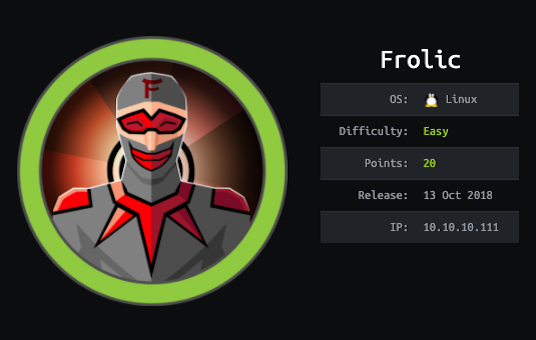 Frolic
F
OS: Linux
Difficulty: Easy
Points: 20
Release: 13 Oct 2018
IP: 10.10.10.111